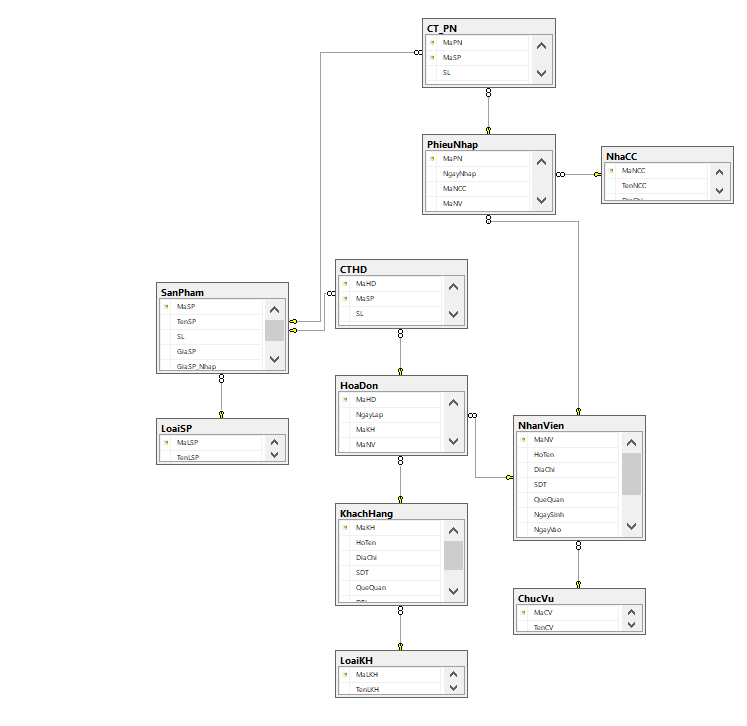 CT_PN
MaPN
MaSP
SL
PhieuNhap
MaPN
NgayNhap
MaNCC
MaNV
NhaCC
MaNCC
TenNCC
DiaChi
CTHD
MaHD
MaSP
SL
SanPham
MaSP
TenSP
SL
GiaSP
GiaSP_Nhap
HoaDon
MaHD
NgayLap
MaKH
MaNV
LoaiSP
MaLSP
TenLSP
NhanVien
MaNV
HoTen
DiaChi
SDT
QueQuan
NgaySinh
NgayVao
KhachHang
MaKH
HoTen
DiaChi
SDT
QueQuan
ChucVu
MaCV
TenCV
LoaiKH
MaLKH
TenLKH